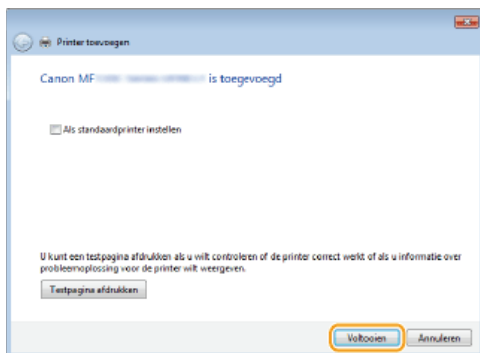 Printer toevoegen
Canon MF is toegevoegd
Als standaardprinter instellen
U kunt een testpagina afdrukken als u wilt controleren of de printer correct werkt of als u informatie over
probleemoplossing voor de printer wilt weergeven.
Testpagina afdrukken
Voltooien Annuleren